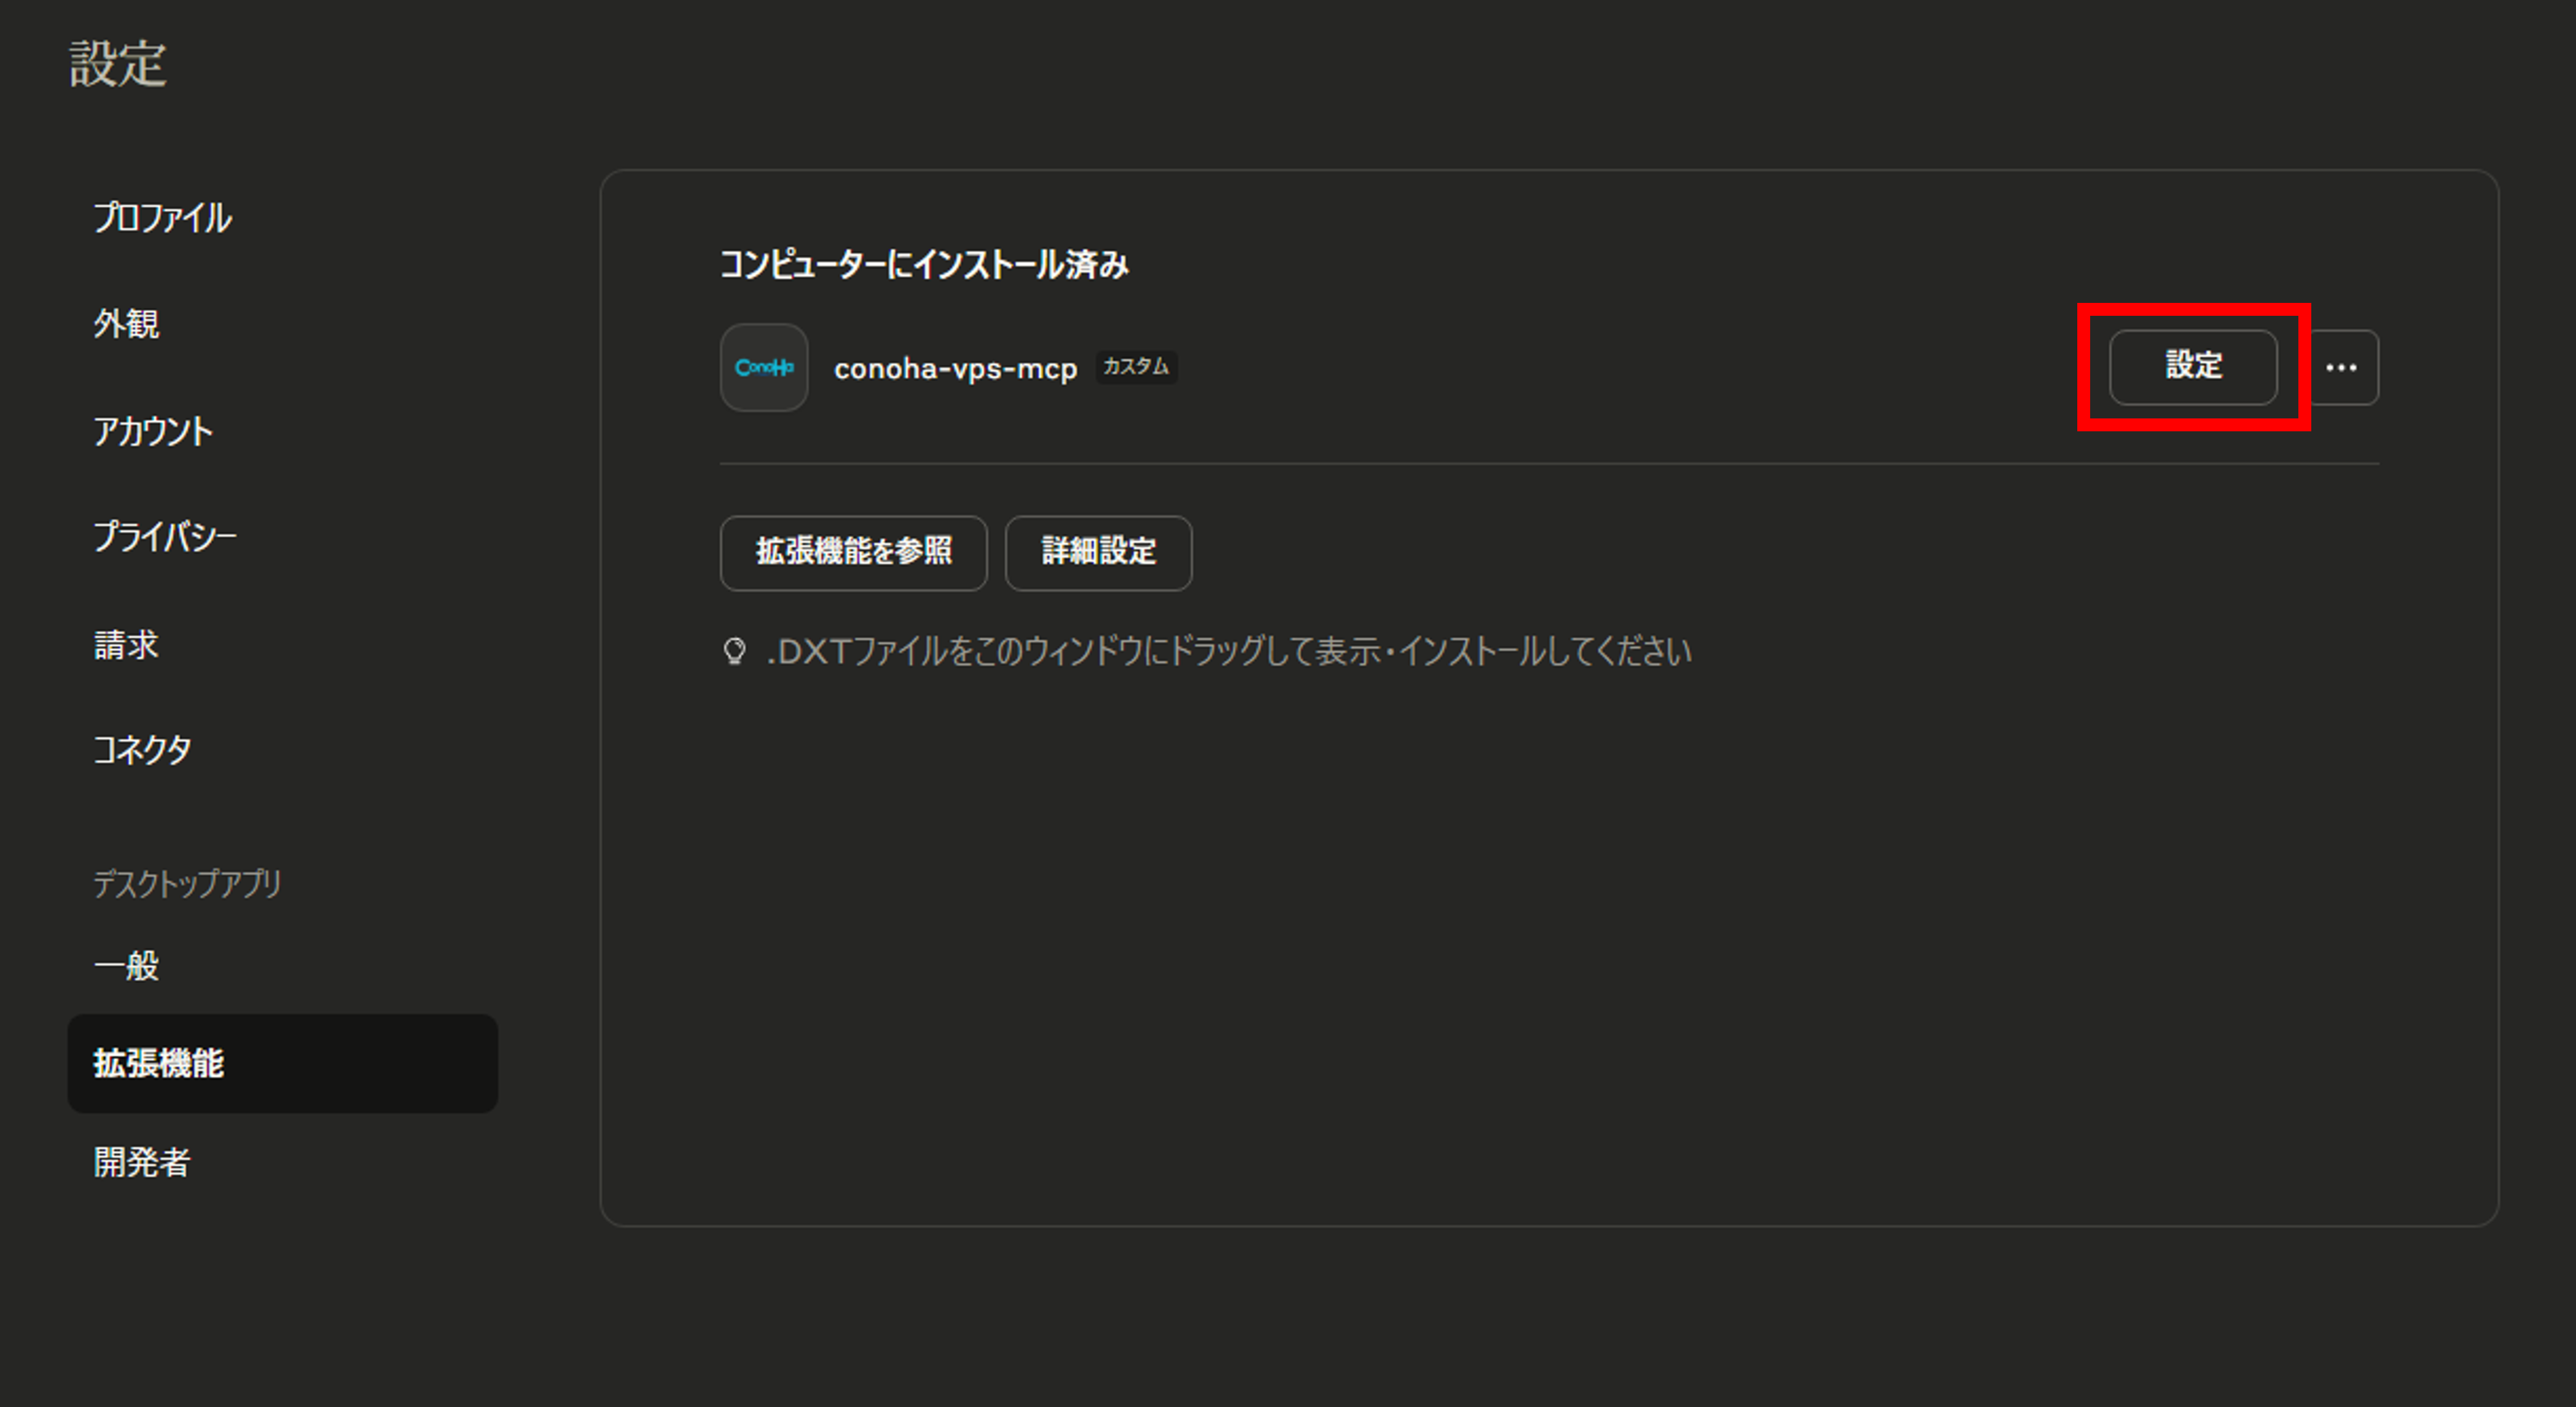 設定
プロファイル
外観
アカウント
プライバシー
請求
コネクタ
デスクトップアプリ
一般
拡張機能
開発者
コンピューターにインストール済み
ConoHa
conoha-vps-mcp カスタム
設定
拡張機能を参照 詳細設定
.DXTファイルをこのウィンドウにドラッグして表示・インストールしてください